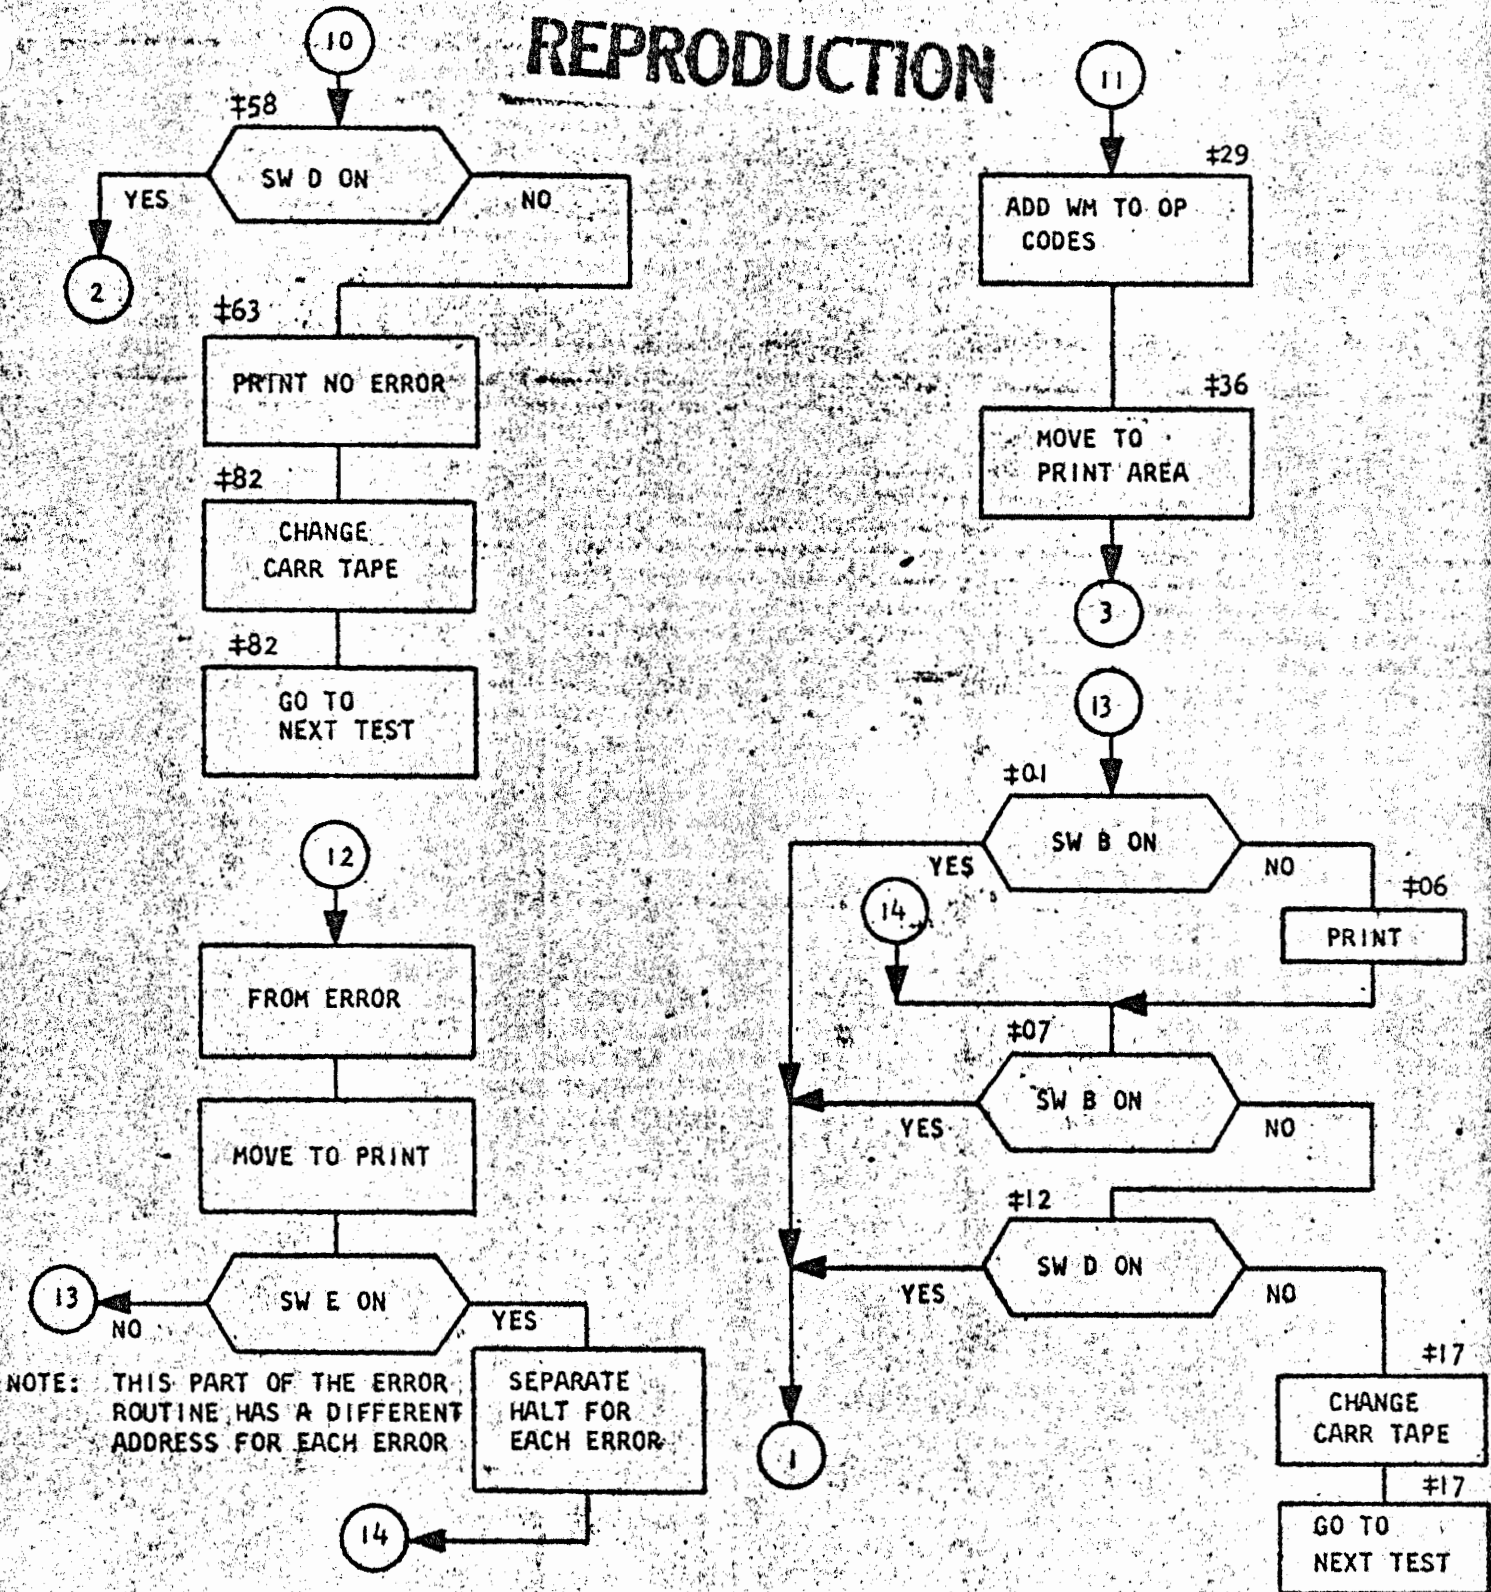 REPRODUCTION
10
‡58
SW D ON
YES
NO
2
‡63
PRINT NO ERROR
‡82
CHANGE
CARR TAPE
‡82
GO TO
NEXT TEST
11
‡29
ADD WM TO OP
CODES
‡36
MOVE TO
PRINT AREA
3
12
FROM ERROR
MOVE TO PRINT
SW E ON
13
NO
YES
NOTE: THIS PART OF THE ERROR
ROUTINE HAS A DIFFERENT
ADDRESS FOR EACH ERROR
SEPARATE
HALT FOR
EACH ERROR
14
13
‡01
SW B ON
YES
NO
‡06
PRINT
14
‡07
SW B ON
YES
NO
‡12
SW D ON
YES
NO
1
‡17
CHANGE
CARR TAPE
‡17
GO TO
NEXT TEST